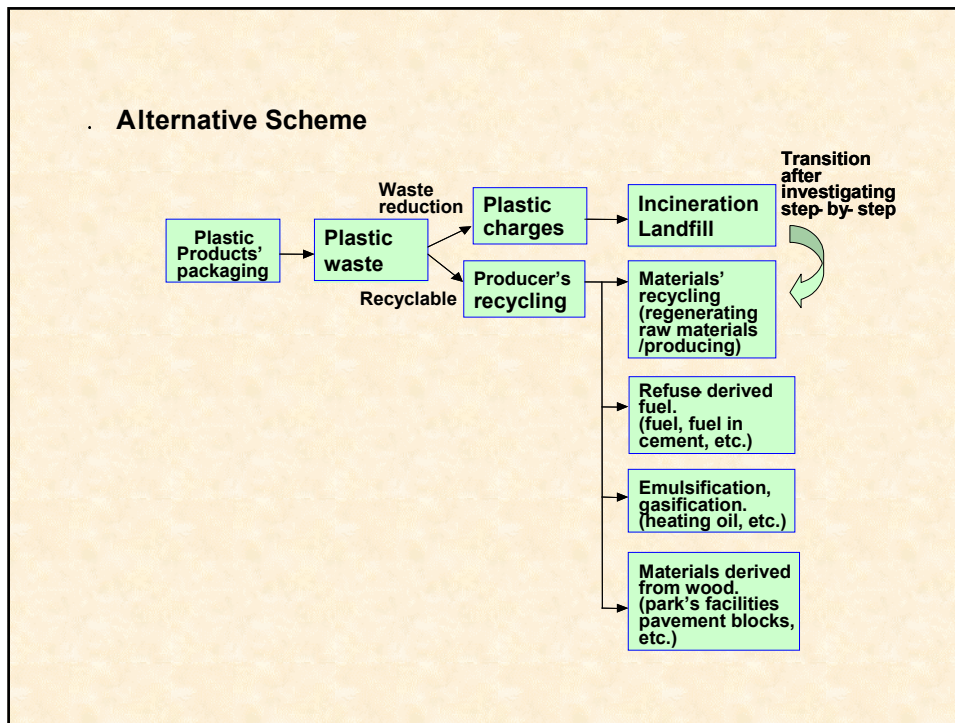 . Alternative Scheme
Transition
after
investigating
step-by-step
Waste
reduction
Plastic
Products'
packaging
Plastic
waste
Plastic
charges
Incineration
Landfill
Recyclable
Producer's
recycling
Materials'
recycling
(regenerating
raw materials
/producing)
Refuse-derived
fuel.
(fuel, fuel in
cement, etc.)
Emulsification,
gasification.
(heating oil, etc.)
Materials derived
from wood.
(park's facilities
pavement blocks,
etc.)